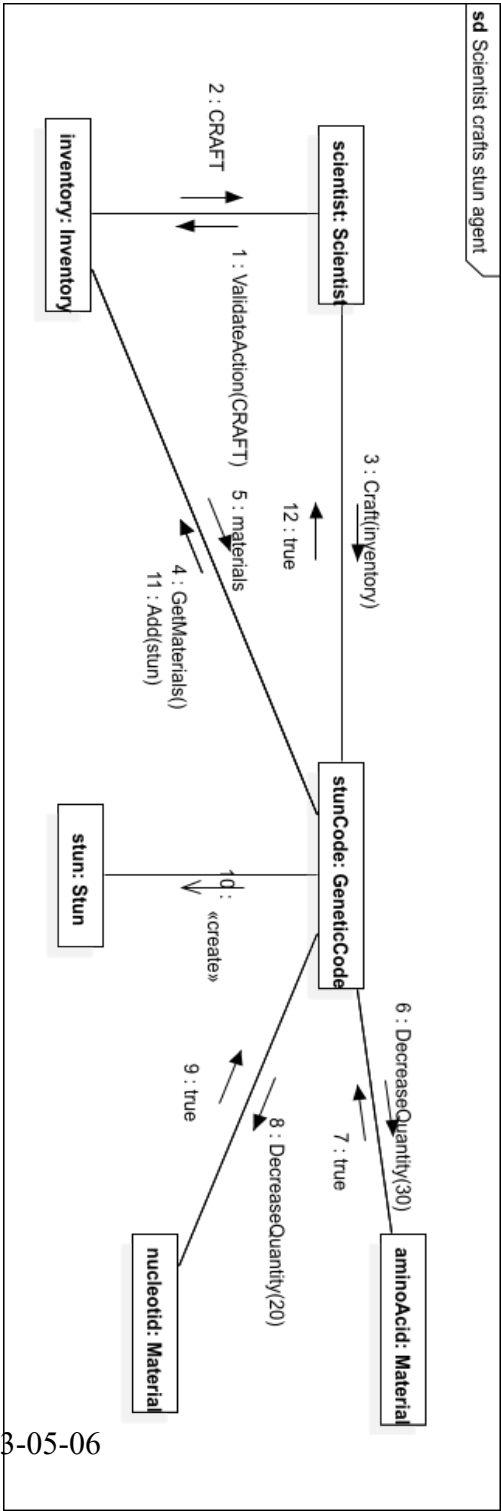 sd Scientist crafts stun agent
scientist: Scientist
3 : Craft(inventory)
12 : true
stunCode: GeneticCode
6 : DecreaseQuantity(30)
7 : true
aminoAcid: Material
2 : CRAFT
1 : ValidateAction(CRAFT)
5 : materials
4 : GetMaterials()
11 : Add(stun)
10 :
«create»
8 : DecreaseQuantity(20)
9 : true
nucleotid: Material
inventory: Inventory
stun: Stun
3-05-06